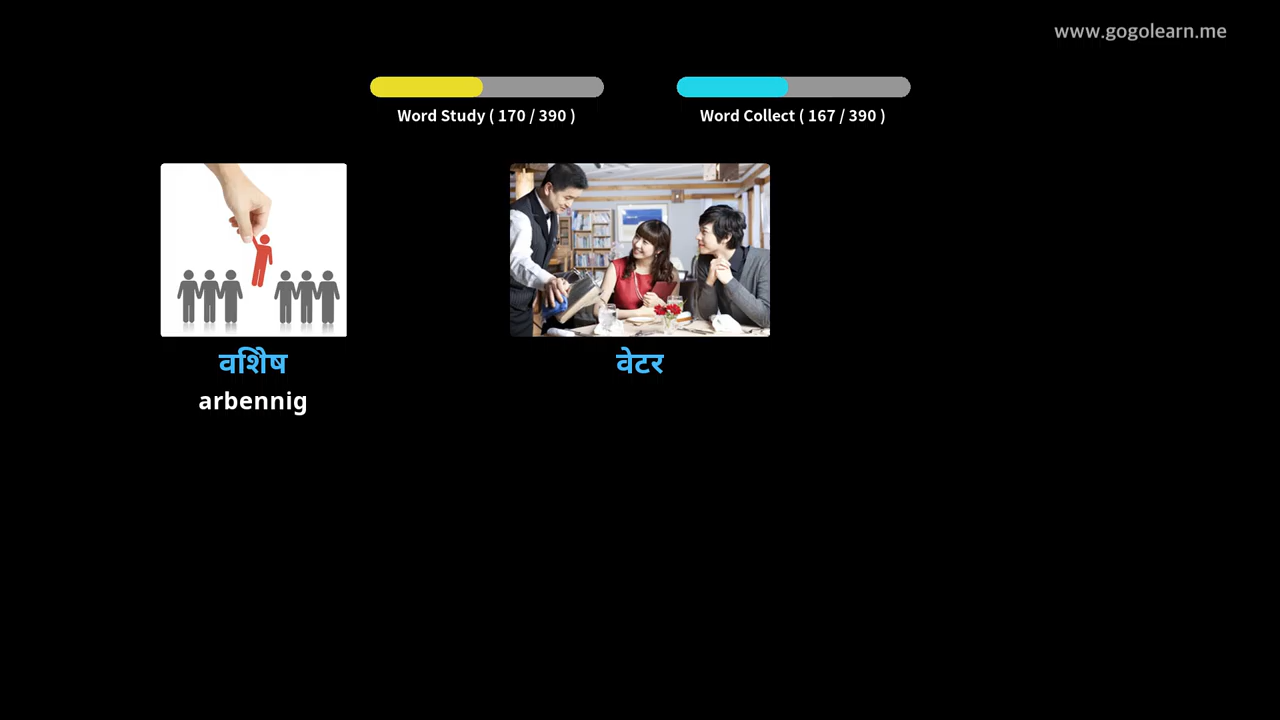 www.gogolearn.me
Word Study ( 170 / 390 )
Word Collect ( 167 / 390 )
वशिेष
वेटर
arbennig